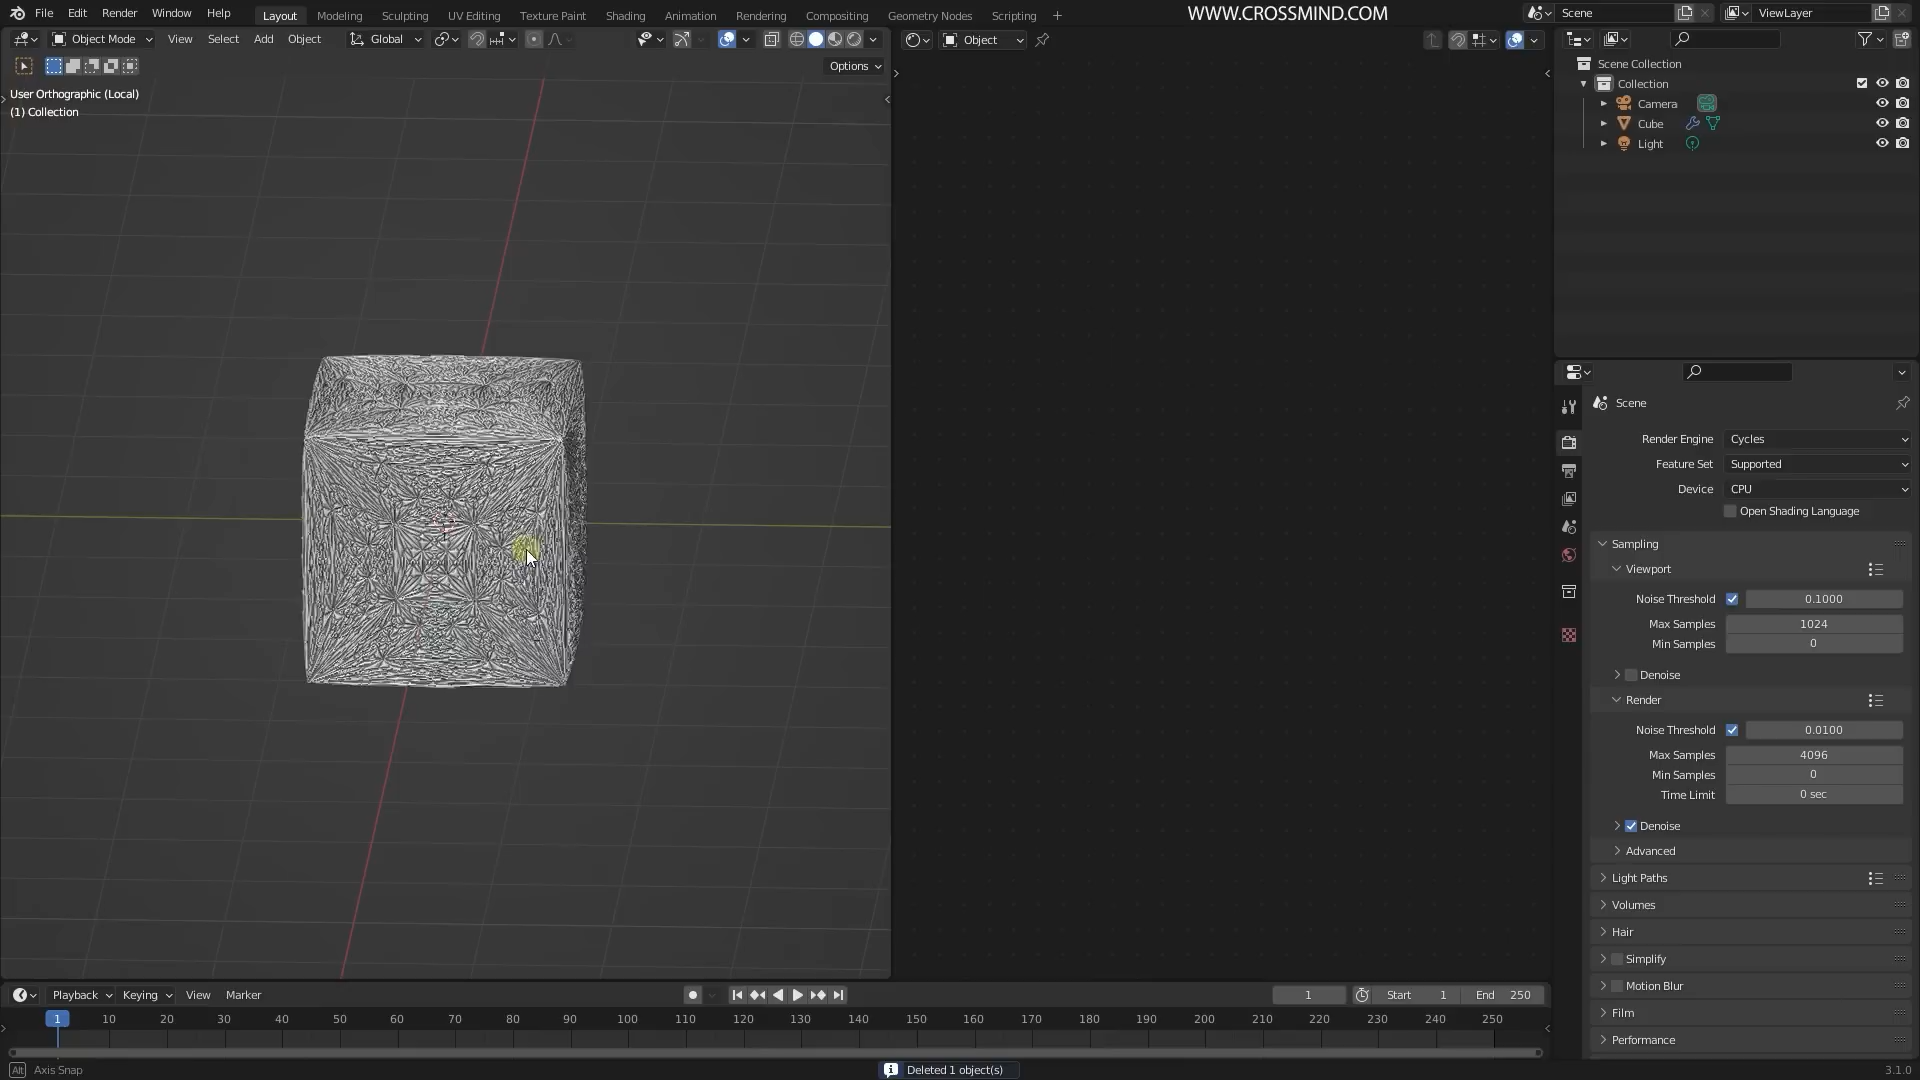 File Edit Render Window Help Layout Modeling Sculpting UV Editing Texture Paint Shading Animation Rendering Compositing Geometry Nodes Scripting + WWW.CROSSMIND.COM Scene ViewLayer
Object Mode View Select Add Object Global Object
Options
User Orthographic (Local)
(1) Collection
Scene Collection
Collection
Camera
Cube
Light
Scene
Render Engine Cycles
Feature Set Supported
Device CPU
Open Shading Language
Sampling
Viewport
Noise Threshold 0.1000
Max Samples 1024
Min Samples 0
Denoise
Render
Noise Threshold 0.0100
Max Samples 4096
Min Samples 0
Time Limit 0 sec
Denoise
Advanced
Light Paths
Volumes
Hair
Simplify
Motion Blur
Film
Performance
Playback Keying View Marker 1 Start 1 End 250
1 10 20 30 40 50 60 70 80 90 100 110 120 130 140 150 160 170 180 190 200 210 220 230 240 250
Alt Axis Snap Deleted 1 object(s) 3.1.0